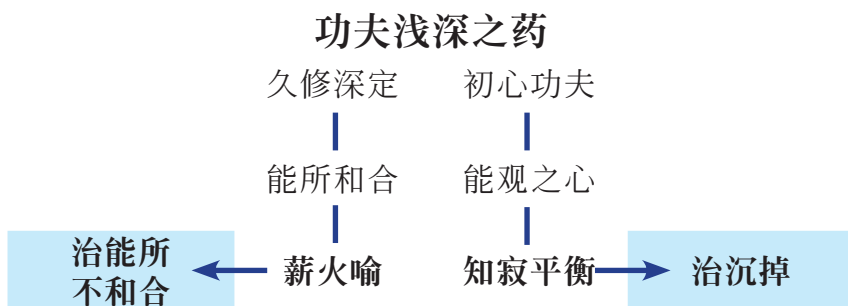 功夫浅深之药
久修深定
初心功夫
能所和合
能观之心
治能所
不和合
薪火喻
知寂平衡
治沉掉